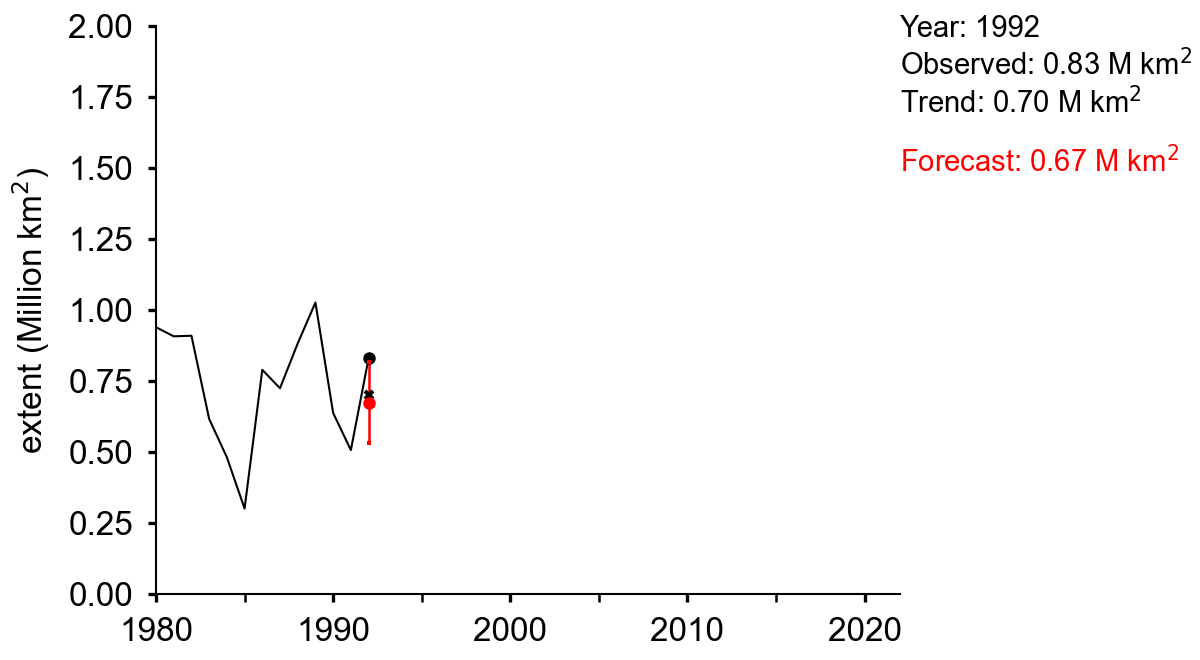 2.00
1.75
1.50
1.25
1.00
0.75
0.50
0.25
0.00
extent (Million km²)
1980 1990 2000 2010 2020
Year: 1992
Observed: 0.83 M km²
Trend: 0.70 M km²
Forecast: 0.67 M km²